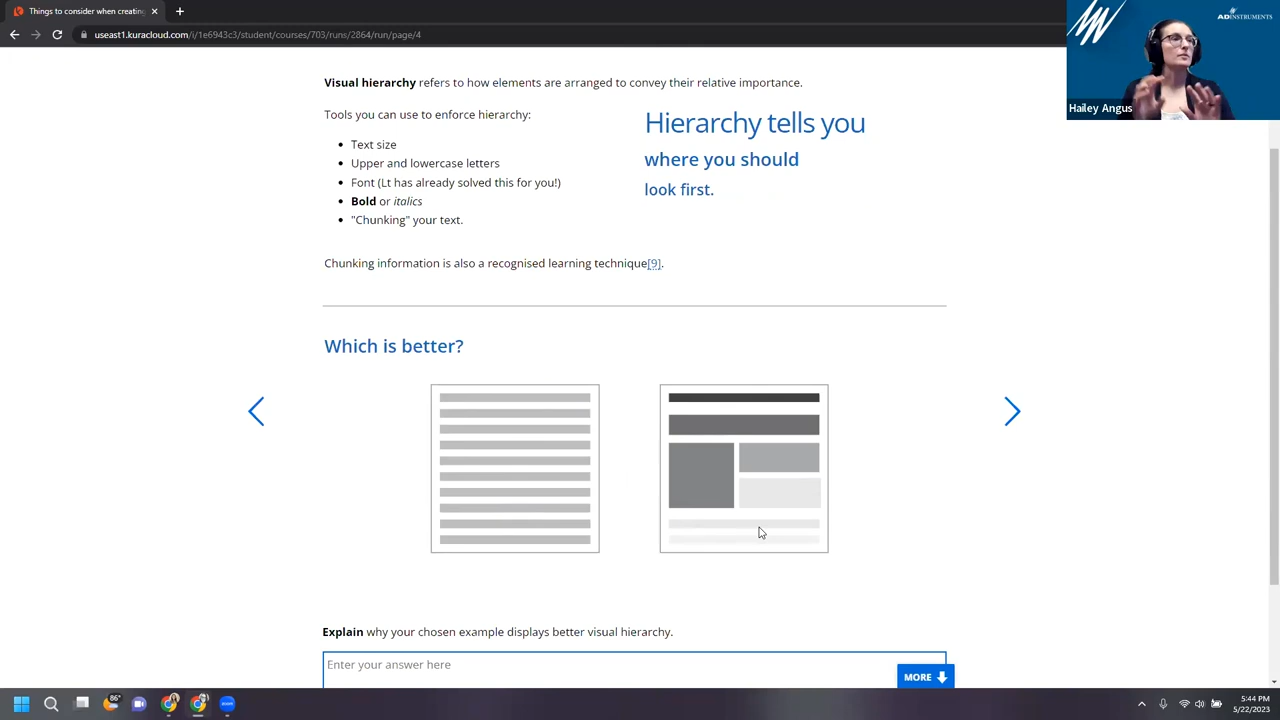 Things to consider when creating
useast1.kuracloud.com/i/1e6943c3/student/courses/703/runs/2864/run/page/4
ADINSTRUMENTS
Hailey Angus
Visual hierarchy refers to how elements are arranged to convey their relative importance.
Tools you can use to enforce hierarchy:
Text size
Upper and lowercase letters
Font (Lt has already solved this for you!)
Bold or italics
"Chunking" your text.
Hierarchy tells you
where you should
look first.
Chunking information is also a recognised learning technique[9].
Which is better?
Explain why your chosen example displays better visual hierarchy.
Enter your answer here
MORE
86°
5:44 PM
5/22/2023